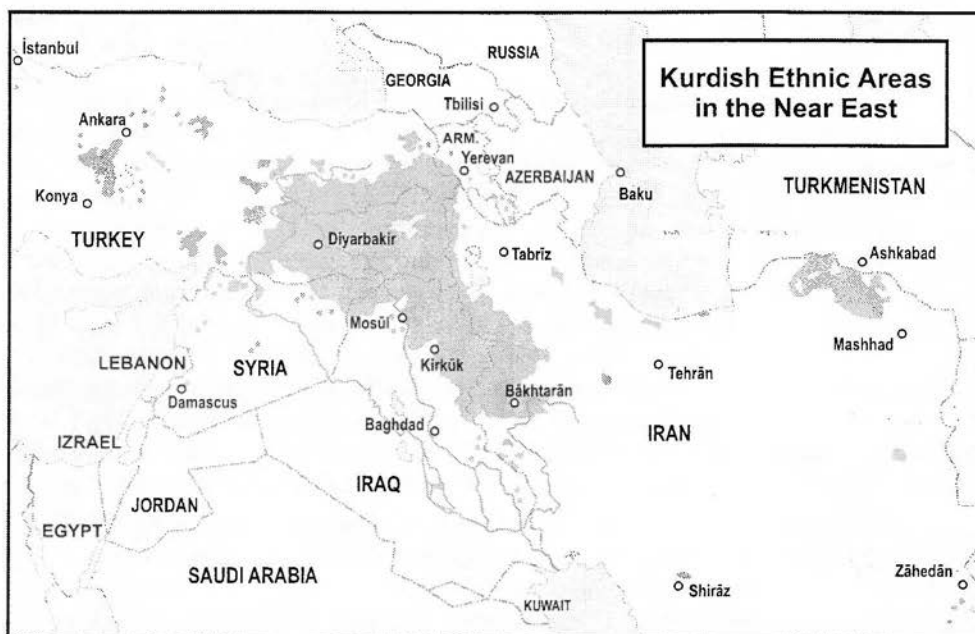 Kurdish Ethnic Areas
in the Near East
İstanbul
RUSSIA
GEORGIA
Tbilisi
Ankara
ARM.
Yerevan
AZERBAIJAN
Baku
TURKMENISTAN
Konya
TURKEY
Diyarbakir
Tabrīz
Ashkabad
Mosūl
Mashhad
LEBANON
SYRIA
Kirkūk
Tehrān
Damascus
Bākhtarān
Baghdad
IZRAEL
IRAN
IRAQ
JORDAN
EGYPT
SAUDI ARABIA
KUWAIT
Shirāz
Zāhedān